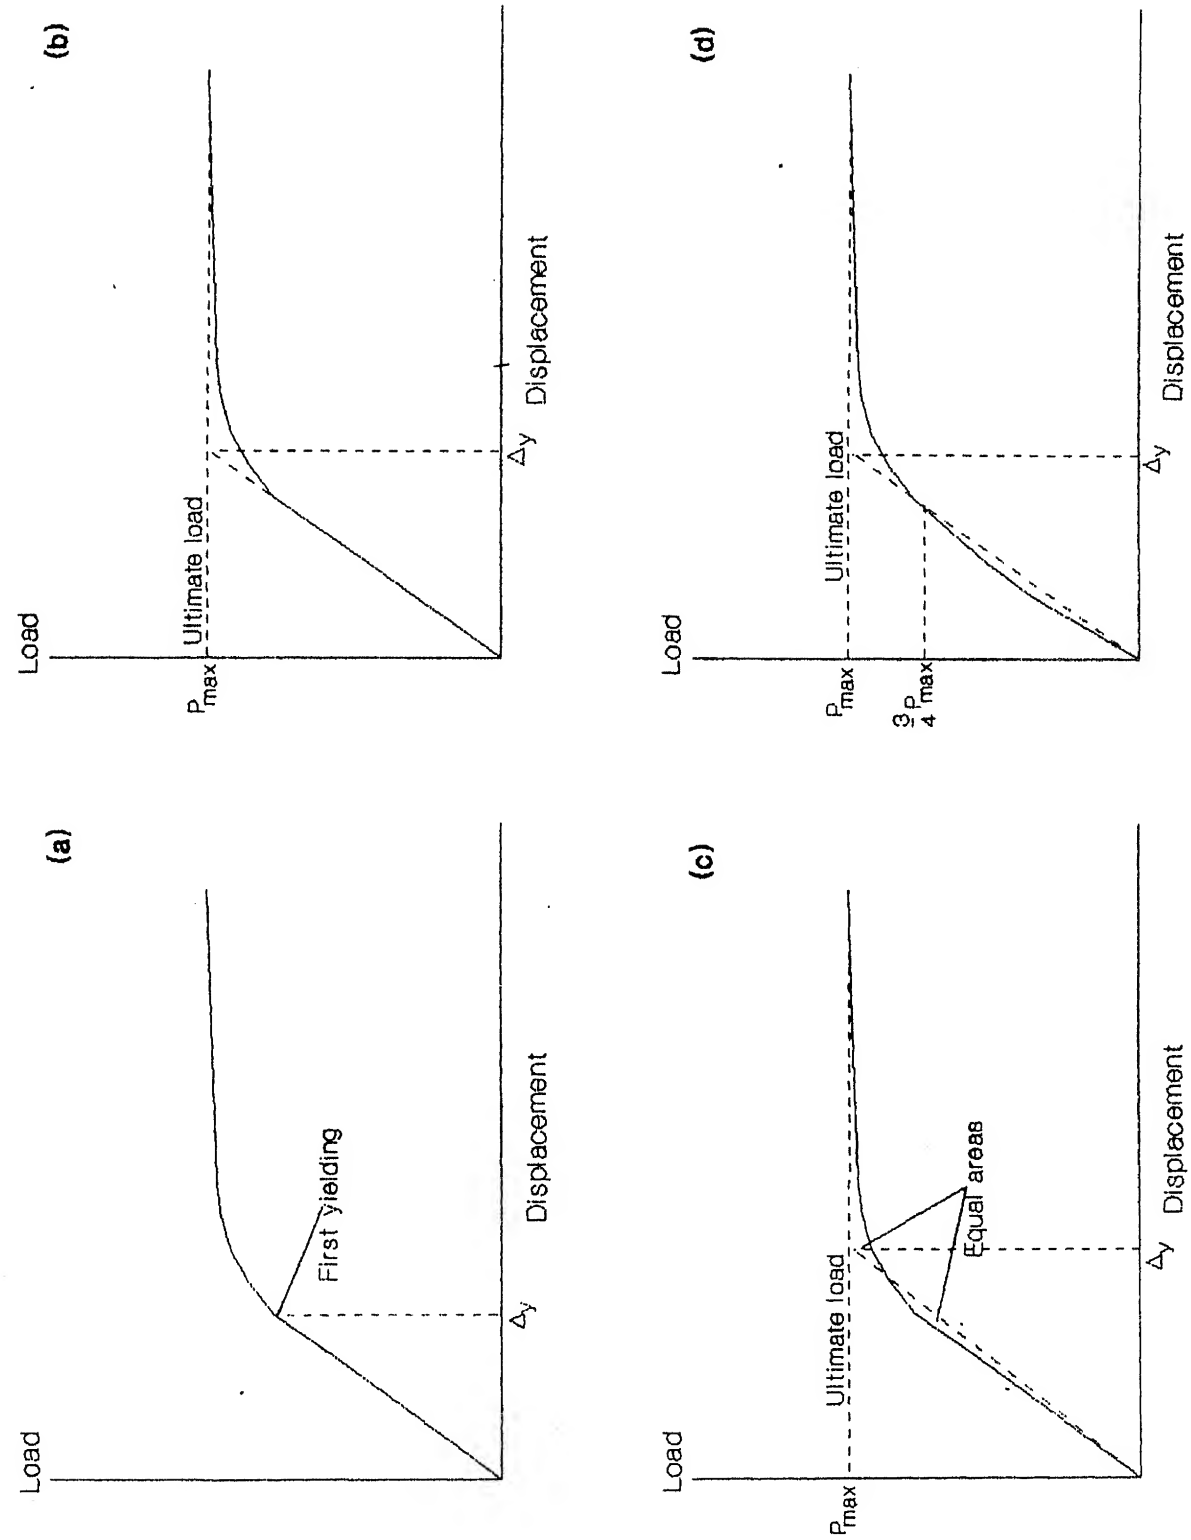 (a)
Load
First yielding
Δy
Displacement
(b)
Load
Pmax
Ultimate load
Δy
Displacement
(c)
Load
Pmax
Ultimate load
Equal areas
Δy
Displacement
(d)
Load
Pmax
3/4 Pmax
Ultimate load
Δy
Displacement